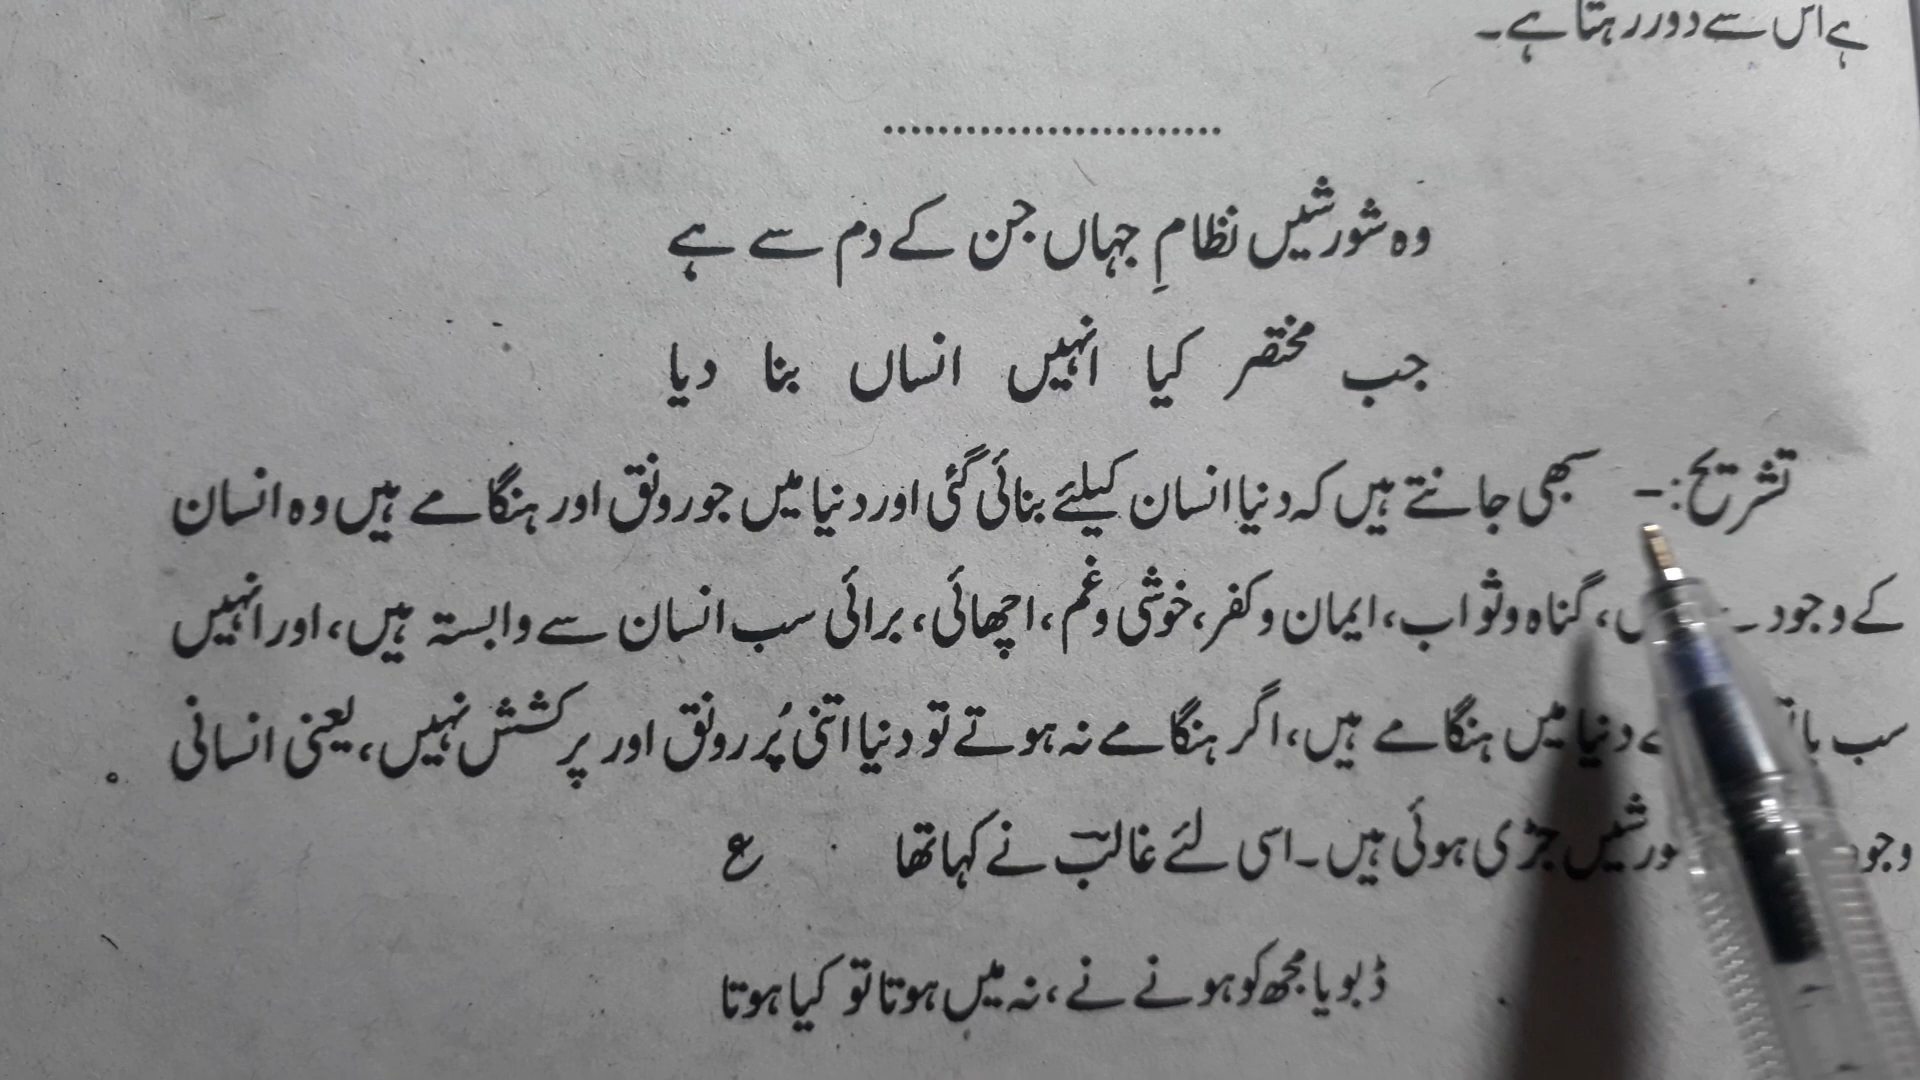 ہے اس سے دور رہتا ہے۔
وہ شورشیں نظامِ جہاں جن کے دم سے ہے
جب مختصر کیا انہیں انساں بنا دیا
تشریح:- سبھی جانتے ہیں کہ دنیا انسان کیلئے بنائی گئی اور دنیا میں جو رونق اور ہنگامے ہیں وہ انسان
کے وجود ۔ ، گناہ و ثواب، ایمان و کفر، خوشی و غم، اچھائی، برائی سب انسان سے وابستہ ہیں، اور انہیں
سب دنیا میں ہنگامے ہیں، اگر ہنگامے نہ ہوتے تو دنیا اتنی پُر رونق اور پر کشش نہیں، یعنی انسانی
جڑی ہوئی ہیں۔ اسی لئے غالبؔ نے کہا تھا ع
ڈبویا مجھ کو ہونے نے، نہ میں ہوتا تو کیا ہوتا